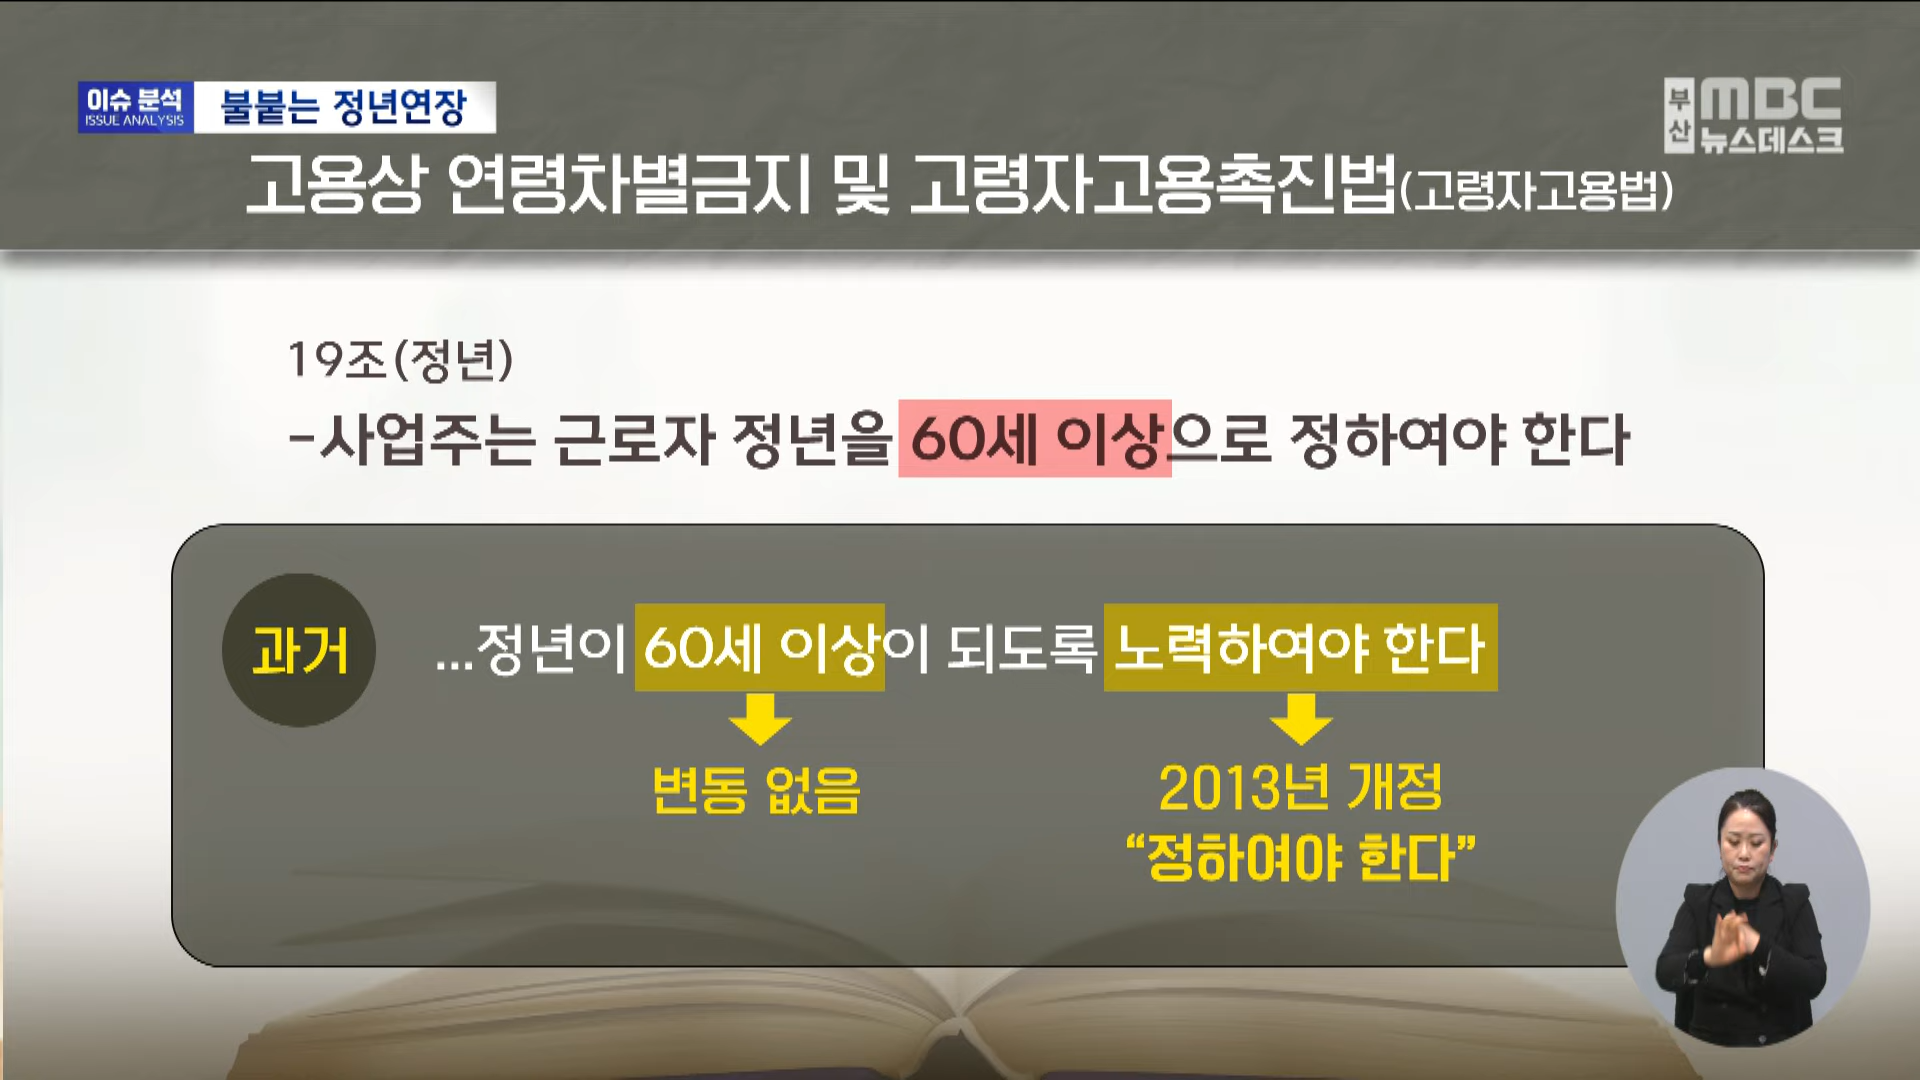 이슈 분석
ISSUE ANALYSIS
불붙는 정년연장
부산
MBC
뉴스데스크
고용상 연령차별금지 및 고령자고용촉진법(고령자고용법)
19조(정년)
-사업주는 근로자 정년을 60세 이상으로 정하여야 한다
과거
...정년이 60세 이상이 되도록 노력하여야 한다
변동 없음
2013년 개정
“정하여야 한다”